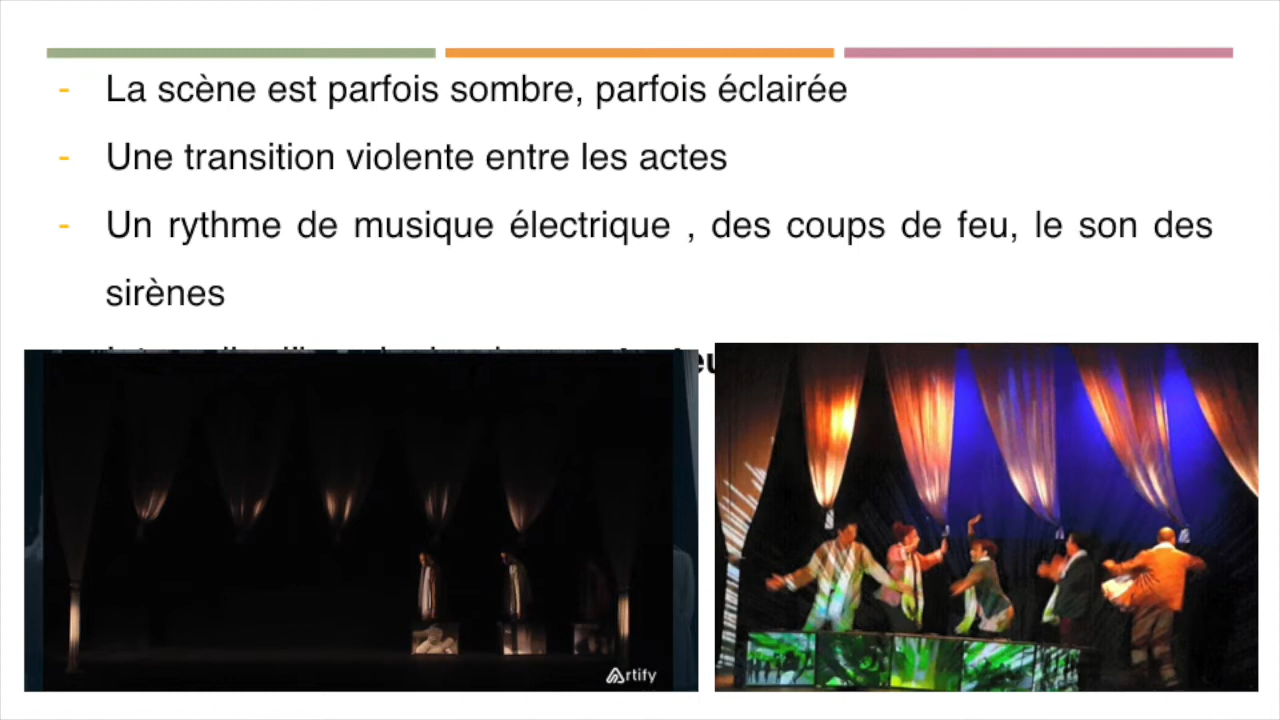 - La scène est parfois sombre, parfois éclairée
- Une transition violente entre les actes
- Un rythme de musique électrique , des coups de feu, le son des
sirènes
Artify